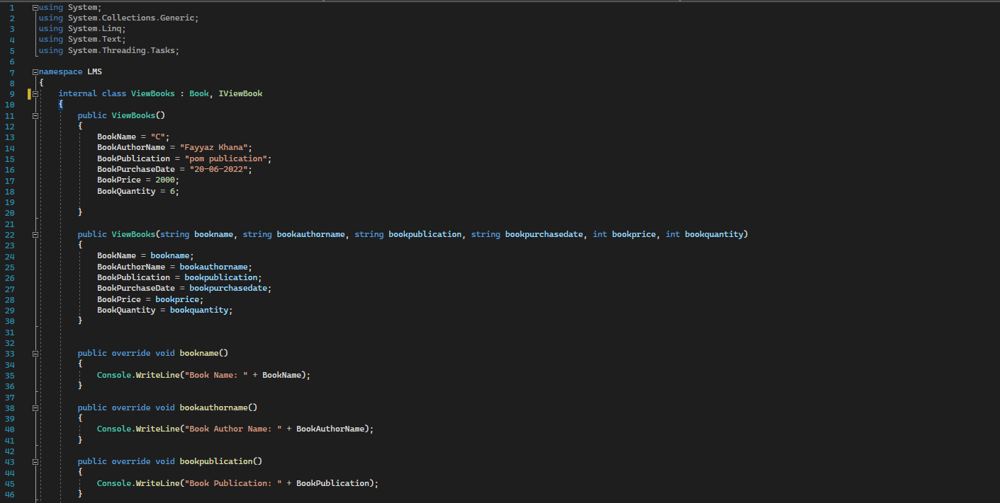 1 using System;
2 using System.Collections.Generic;
3 using System.Linq;
4 using System.Text;
5 using System.Threading.Tasks;
6
7 namespace LMS
8 {
9     internal class ViewBooks : Book, IViewBook
10     {
11         public ViewBooks()
12         {
13             BookName = "C";
14             BookAuthorName = "Fayyaz Khana";
15             BookPublication = "pom publication";
16             BookPurchaseDate = "20-06-2022";
17             BookPrice = 2000;
18             BookQuantity = 6;
19
20         }
21
22         public ViewBooks(string bookname, string bookauthorname, string bookpublication, string bookpurchasedate, int bookprice, int bookquantity)
23         {
24             BookName = bookname;
25             BookAuthorName = bookauthorname;
26             BookPublication = bookpublication;
27             BookPurchaseDate = bookpurchasedate;
28             BookPrice = bookprice;
29             BookQuantity = bookquantity;
30         }
31
32
33         public override void bookname()
34         {
35             Console.WriteLine("Book Name: " + BookName);
36         }
37
38         public override void bookauthorname()
39         {
40             Console.WriteLine("Book Author Name: " + BookAuthorName);
41         }
42
43         public override void bookpublication()
44         {
45             Console.WriteLine("Book Publication: " + BookPublication);
46         }